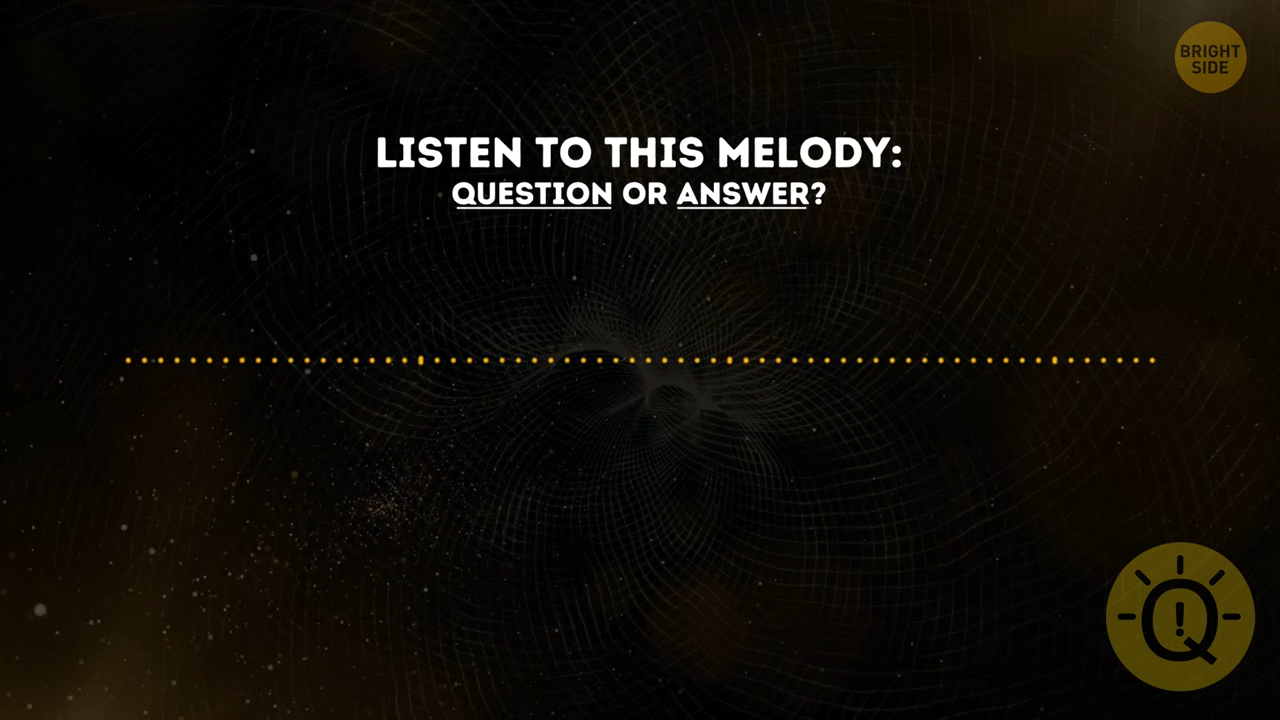 BRIGHT
SIDE
LISTEN TO THIS MELODY:
QUESTION OR ANSWER?
Q!